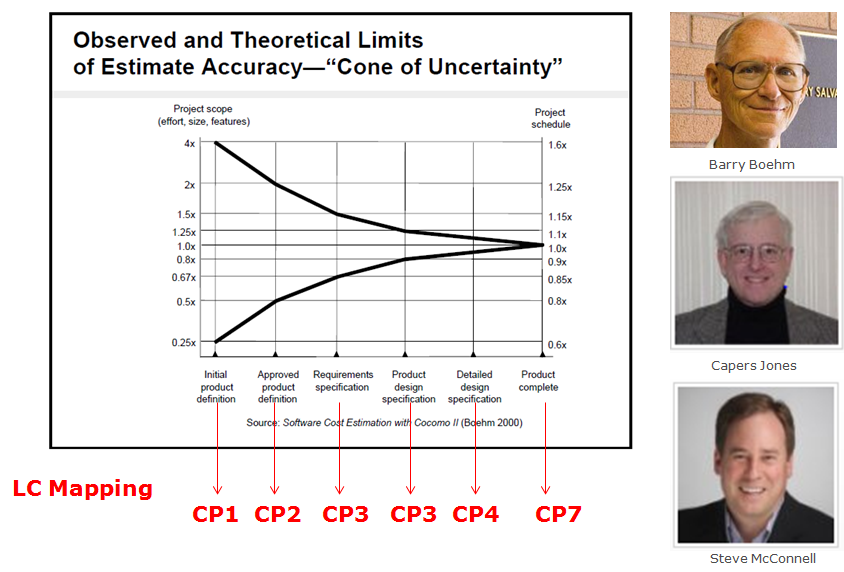 Observed and Theoretical Limits
of Estimate Accuracy—“Cone of Uncertainty”
Project scope
(effort, size, features)
Project
schedule
4x
2x
1.5x
1.25x
1.0x
0.8x
0.67x
0.5x
0.25x
1.6x
1.25x
1.15x
1.1x
1.0x
0.9x
0.85x
0.8x
0.6x
Initial
product
definition
Approved
product
definition
Requirements
specification
Product
design
specification
Detailed
design
specification
Product
complete
Source: Software Cost Estimation with Cocomo II (Boehm 2000)
LC Mapping
CP1 CP2 CP3 CP3 CP4 CP7
Y SALVA
Barry Boehm
Capers Jones
Steve McConnell